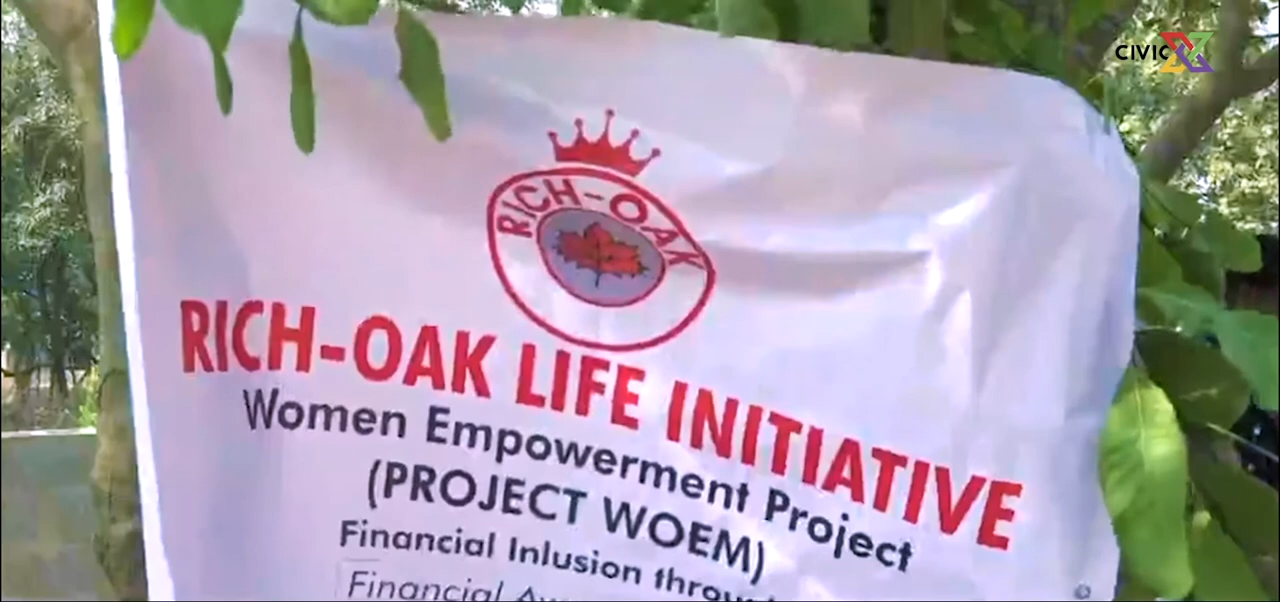 CIVIC
RICH-OAK
RICH-OAK LIFE INITIATIVE
Women Empowerment Project
(PROJECT WOEM)
Financial Inlusion
Financial